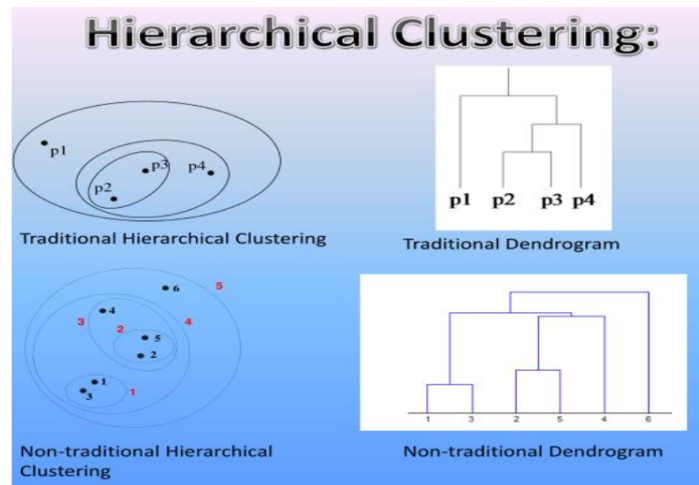 Hierarchical Clustering:
p1
p3
p4
p2
p1 p2 p3 p4
Traditional Hierarchical Clustering
Traditional Dendrogram
6
5
4
3
2
4
5
2
1
1
3
1 3 2 5 4 6
Non-traditional Hierarchical
Clustering
Non-traditional Dendrogram